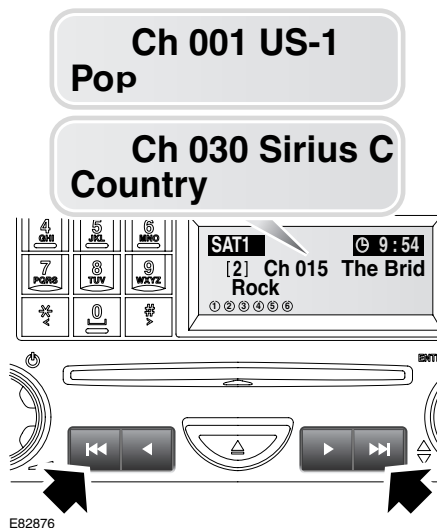 Ch 001 US-1
Pop
Ch 030 Sirius C
Country
4 GHI 5 JKL 6 MNO
SAT1 9:54
7 PQRS 8 TUV 9 WXYZ
[2] Ch 015 The Brid
Rock
① ② ③ ④ ⑤ ⑥
* < 0 # >
ENT
E82876